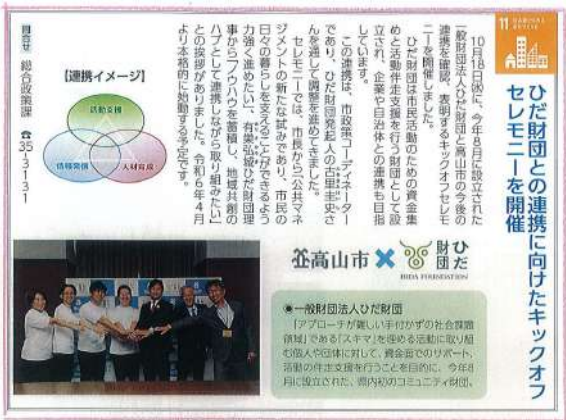 11
ひだ財団との連携に向けたキックオフ
セレモニーを開催
10月18日㈬に、今年8月に設立された
一般財団法人ひだ財団と高山市の今後の
連携を確認、表明するキックオフセレモ
ニーを開催しました。
ひだ財団は市民活動のための資金集
めと活動伴走支援を行う財団として設
立され、企業や自治体との連携も目指
しています。
この連携は、市政策コーディネーター
であり、ひだ財団発起人の古里圭史さ
んを通して調整を進めてきました。
セレモニーでは、市長から「公共マネ
ジメントの新たな試みであり、市民の
日々の暮らしを支えることができるよう
力強く進めたい」、有巣弘城ひだ財団理
事から「ノウハウを蓄積し、地域共創の
ハブとして連携しながら取り組みたい」
との挨拶がありました。令和6年4月
より本格的に始動する予定です。
【連携イメージ】
活動支援
情報発信
人材育成
問合せ 総合政策課 ☎35-3131
高山市×
ひだ
財団
HIDA FOUNDATION
◉一般財団法人ひだ財団
「アプローチが難しい手付かずの社会課題
領域」である「スキマ」を埋める活動に取り組
む個人や団体に対して、資金面でのサポート、
活動の伴走支援を行うことを目的に、今年8
月に設立された、県内初のコミュニティ財団。